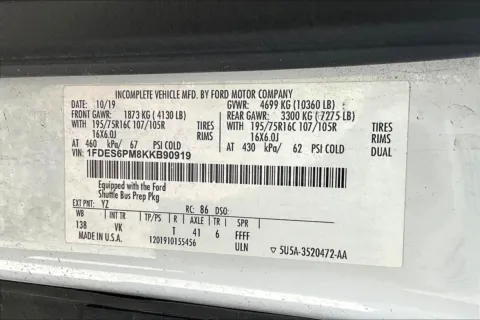 INCOMPLETE VEHICLE MFD. BY FORD MOTOR COMPANY
DATE: 10/19 GVWR: 4699 KG (10360 LB)
FRONT GAWR: 1873 KG (4130 LB) REAR GAWR: 3300 KG (7275 LB)
195/75R16C 107/105R TIRES 195/75R16C 107/105R TIRES
16X6.0J RIMS 16X6.0J RIMS
AT 460 kPa/ 67 PSI COLD AT 430 kPa/ 62 PSI COLD DUAL
VIN: 1FDES6PM8KKB90919
Equipped with the Ford
Shuttle Bus Prep Pkg
EXT PNT: YZ RC: 86 DSO:
WB INT TR TP/PS R AXLE TR SPR
138 VK T 41 6 FFFF
MADE IN U.S.A. 1201910155456 ULN
▽ 5U5A-3520472-AA